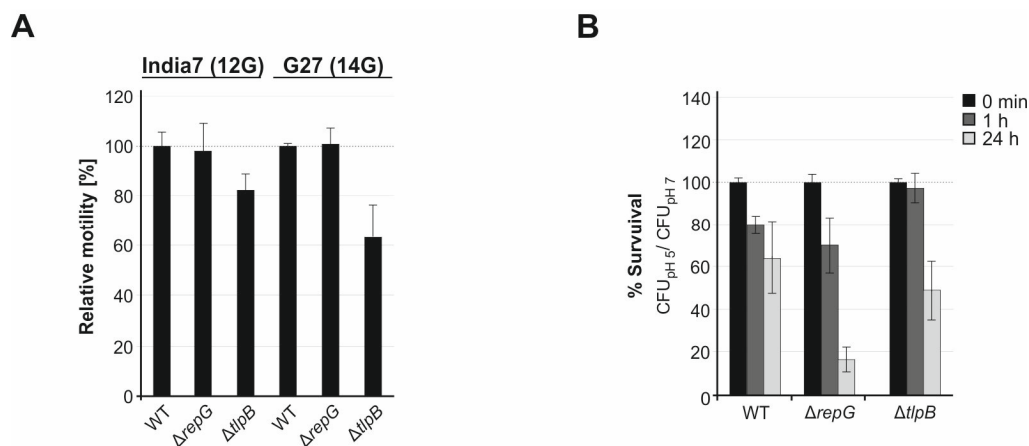 A
India7 (12G) G27 (14G)
Relative motility [%]
120
100
80
60
40
20
0
WT ΔrepG ΔtlpB WT ΔrepG ΔtlpB
B
% Survuival
CFUpH 5/ CFUpH 7
140
120
100
80
60
40
20
0
WT ΔrepG ΔtlpB
0 min
1 h
24 h